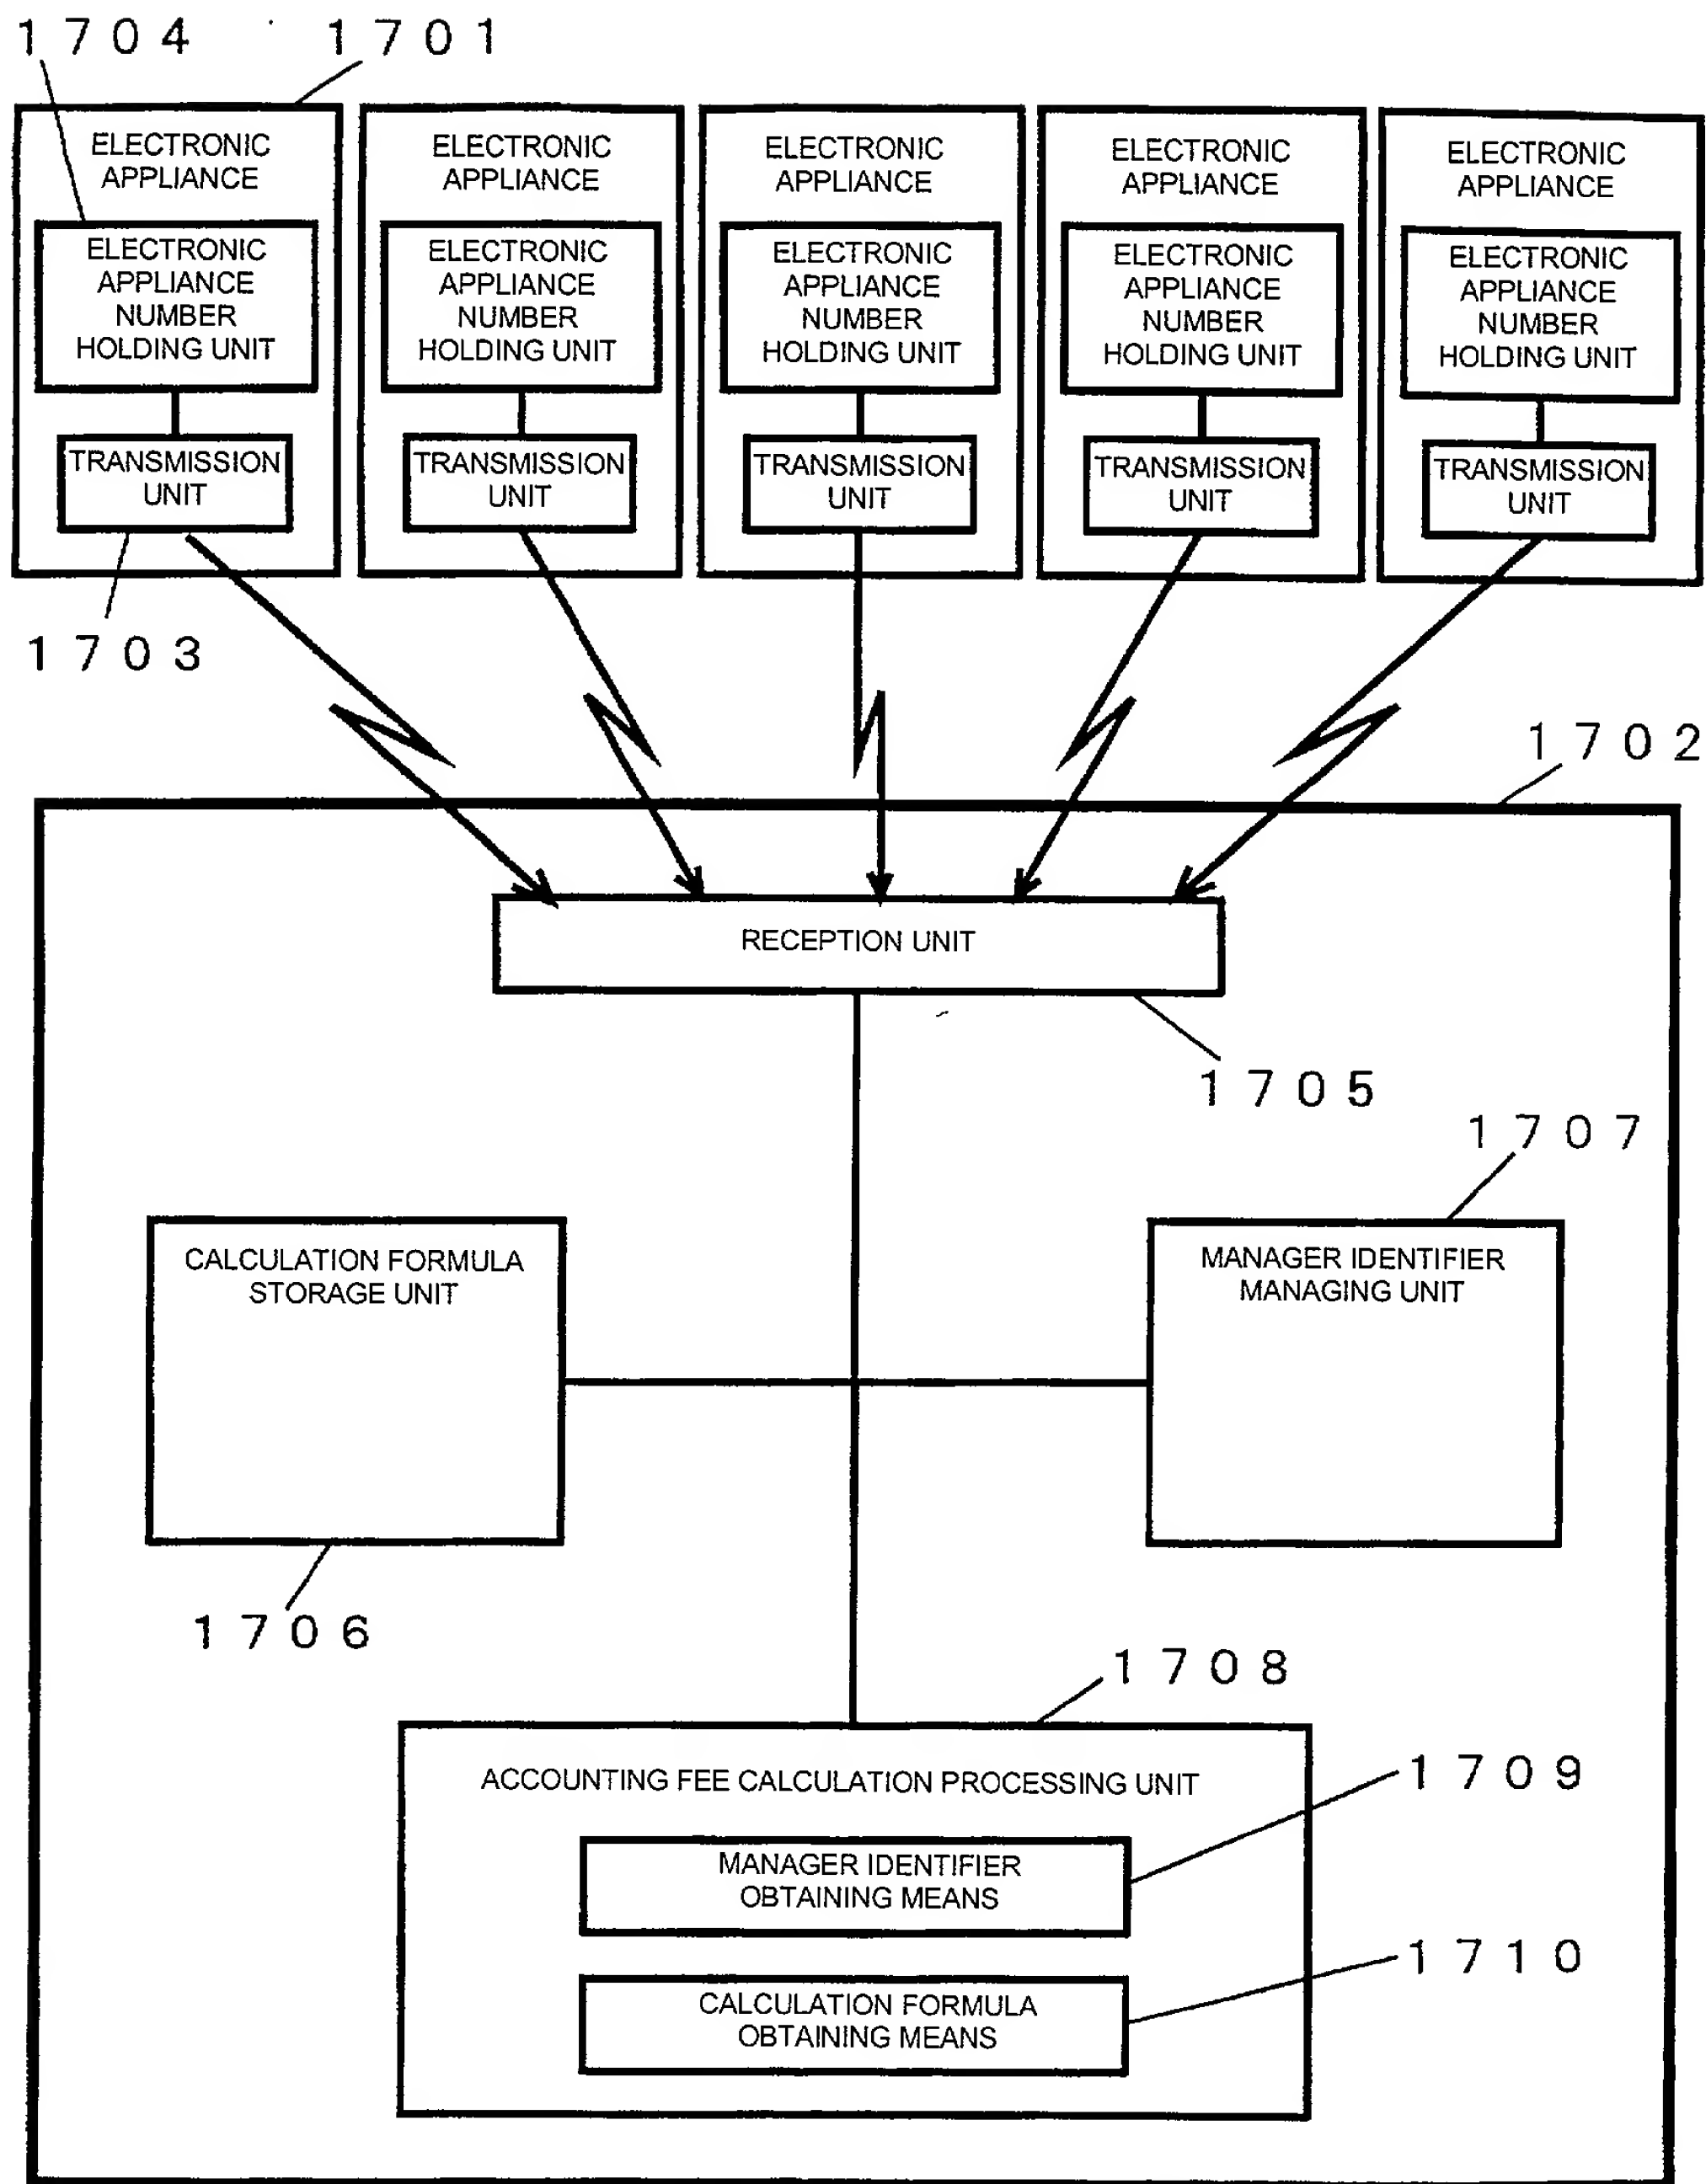 1704
1701
ELECTRONIC
APPLIANCE
ELECTRONIC
APPLIANCE
NUMBER
HOLDING UNIT
TRANSMISSION
UNIT
1703
ELECTRONIC
APPLIANCE
ELECTRONIC
APPLIANCE
NUMBER
HOLDING UNIT
TRANSMISSION
UNIT
ELECTRONIC
APPLIANCE
ELECTRONIC
APPLIANCE
NUMBER
HOLDING UNIT
TRANSMISSION
UNIT
ELECTRONIC
APPLIANCE
ELECTRONIC
APPLIANCE
NUMBER
HOLDING UNIT
TRANSMISSION
UNIT
ELECTRONIC
APPLIANCE
ELECTRONIC
APPLIANCE
NUMBER
HOLDING UNIT
TRANSMISSION
UNIT
1702
RECEPTION UNIT
1705
1707
CALCULATION FORMULA
STORAGE UNIT
MANAGER IDENTIFIER
MANAGING UNIT
1706
1708
ACCOUNTING FEE CALCULATION PROCESSING UNIT
1709
MANAGER IDENTIFIER
OBTAINING MEANS
1710
CALCULATION FORMULA
OBTAINING MEANS